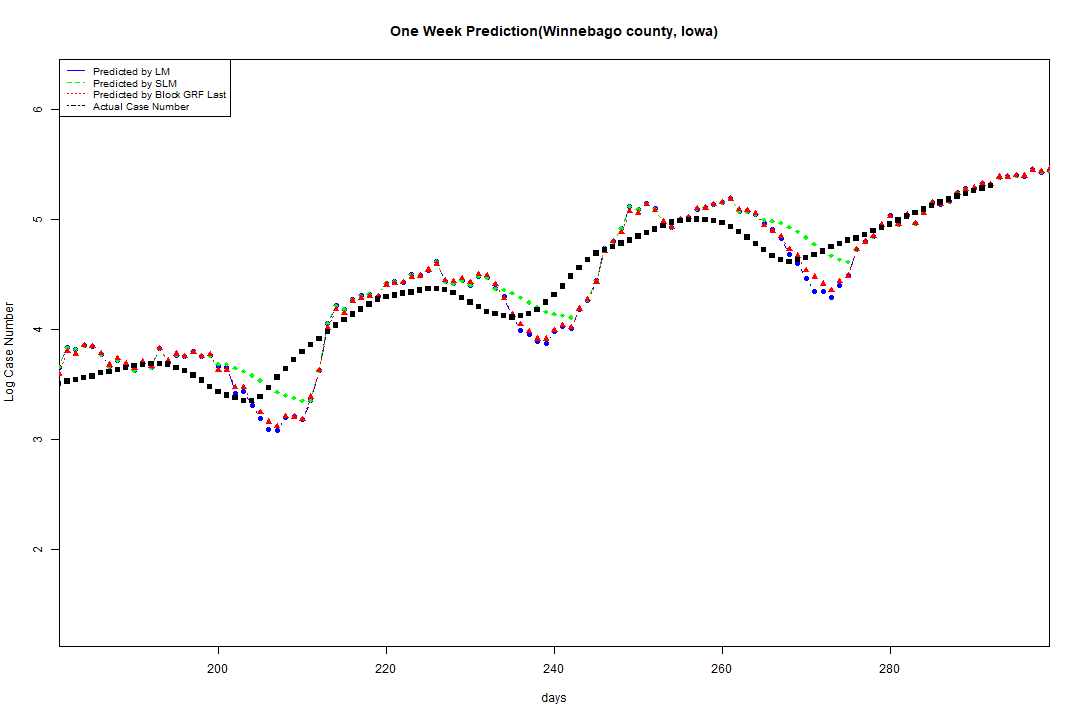 One Week Prediction(Winnebago county, Iowa)
Predicted by LM
Predicted by SLM
Predicted by Block GRF Last
Actual Case Number
6
5
4
3
2
Log Case Number
200 220 240 260 280
days